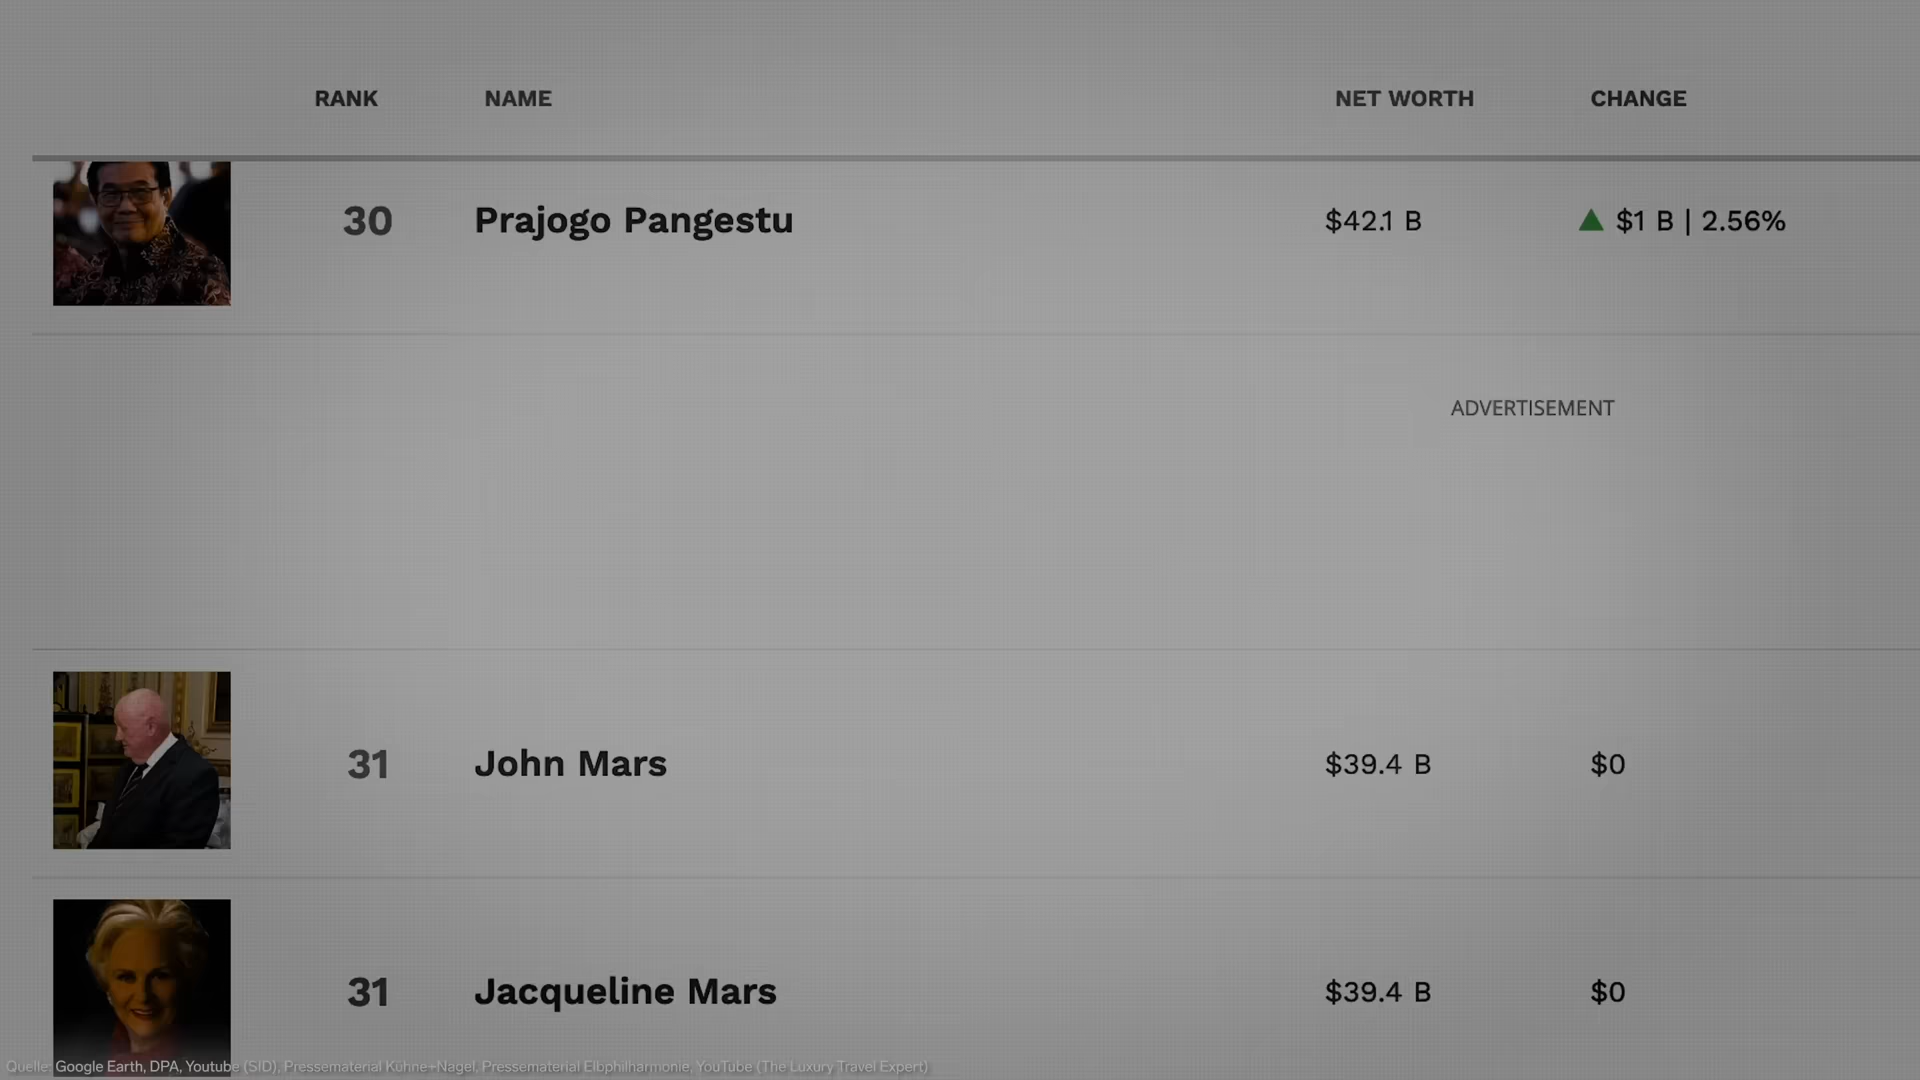 RANK NAME NET WORTH CHANGE
30 Prajogo Pangestu $42.1 B ▲ $1 B | 2.56%
ADVERTISEMENT
31 John Mars $39.4 B $0
31 Jacqueline Mars $39.4 B $0
Quelle: Google Earth, DPA, Youtube (SID), Pressematerial Kühne+Nagel, Pressematerial Elbphilharmonie, YouTube (The Luxury Travel Expert)